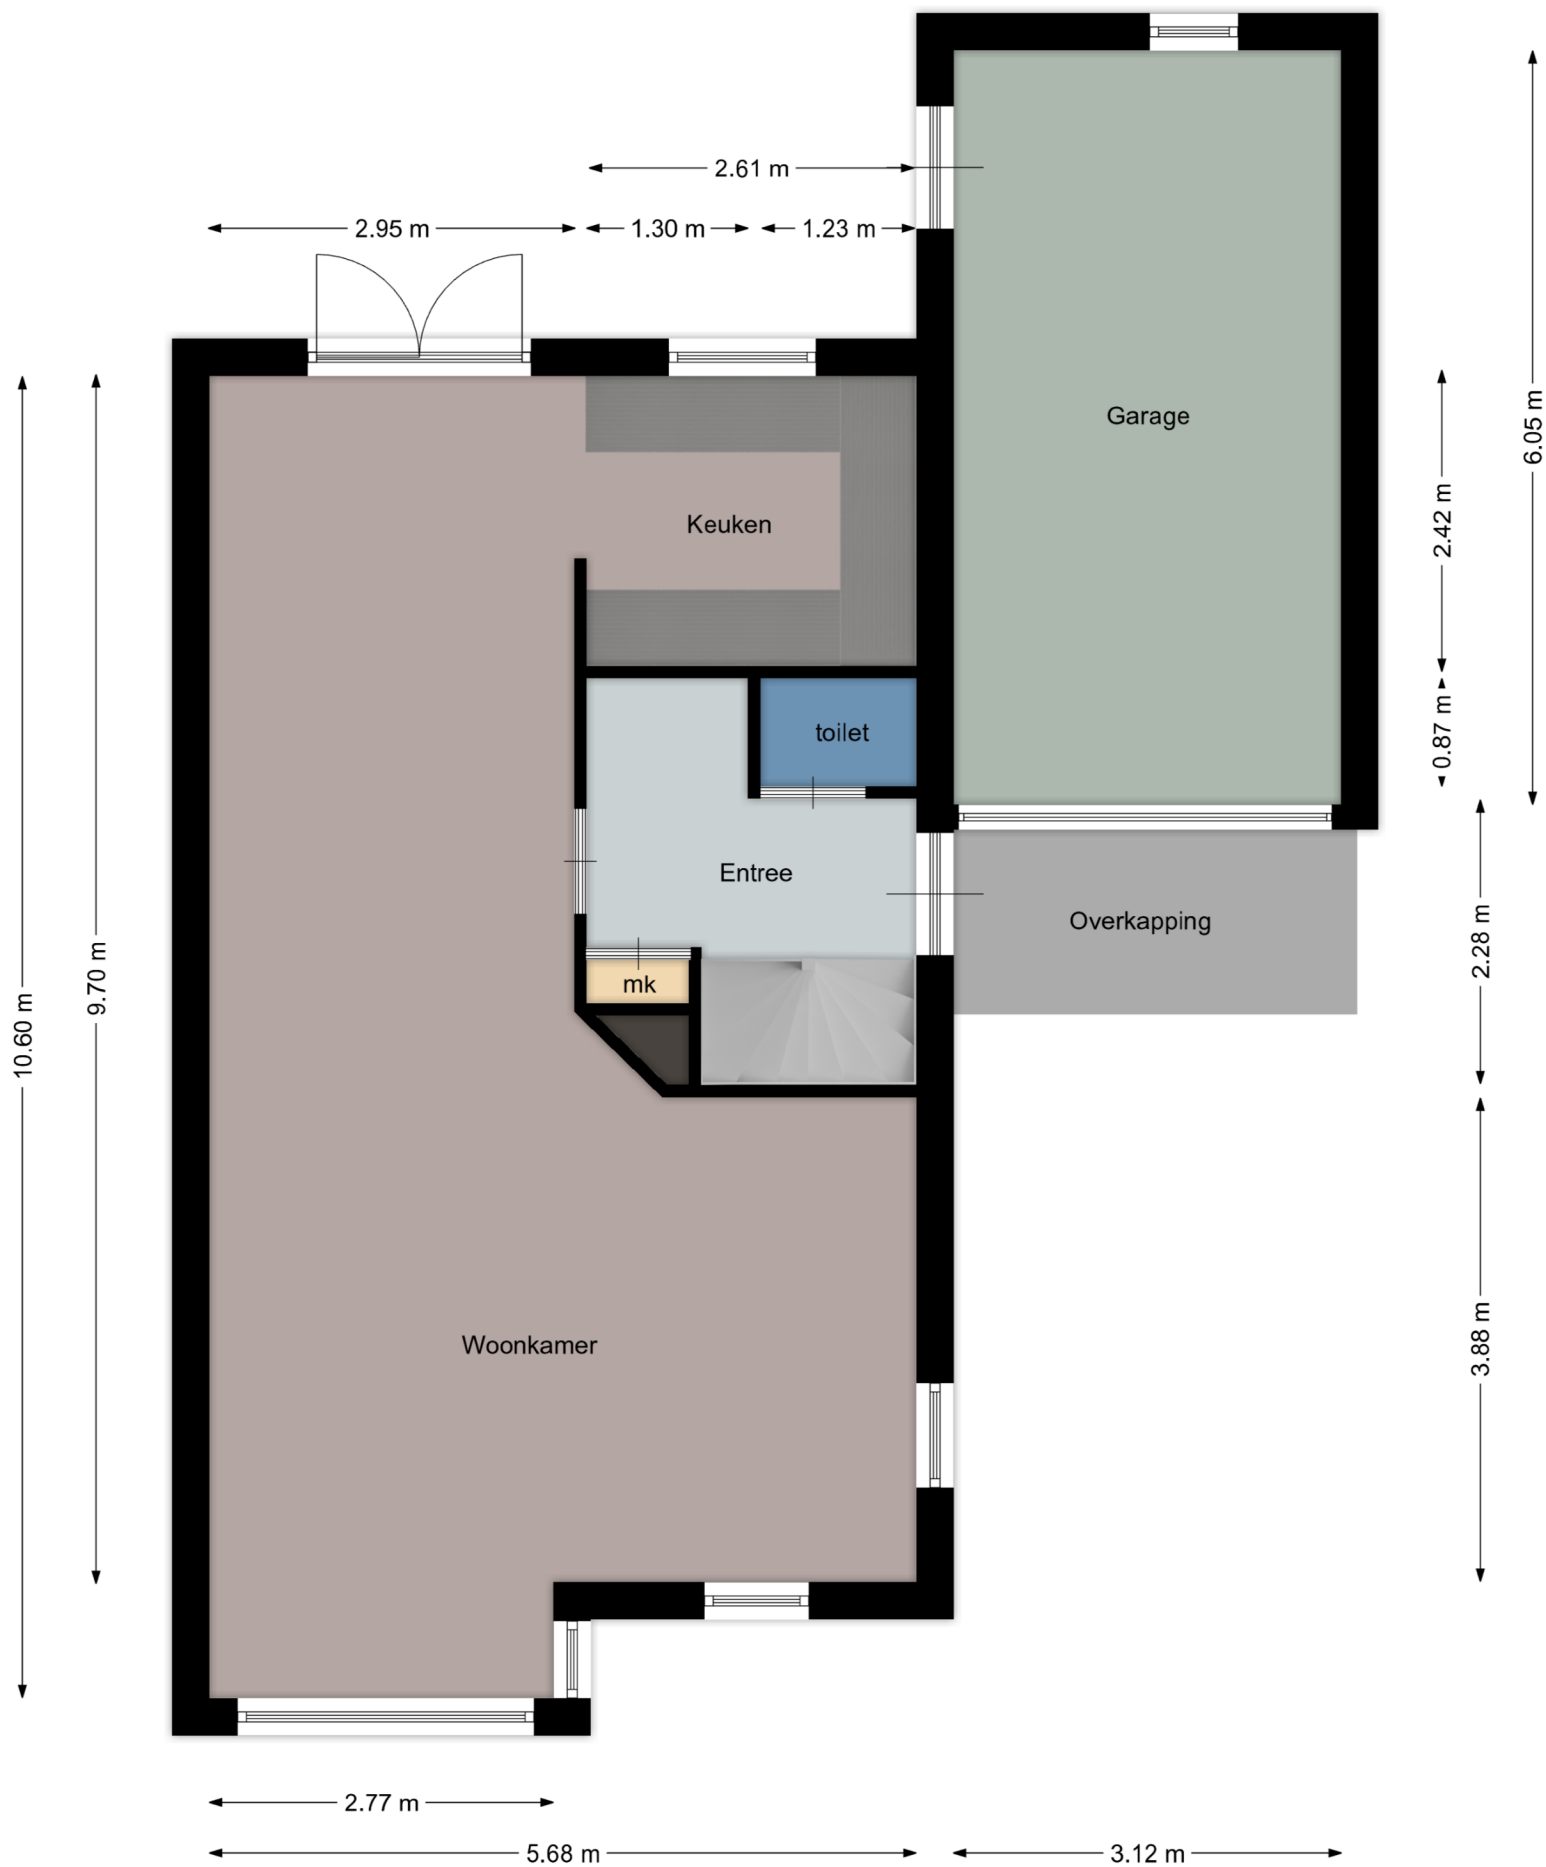 2.61 m
2.95 m
1.30 m
1.23 m
Garage
6.05 m
2.42 m
Keuken
0.87 m
toilet
Entree
Overkapping
2.28 m
mk
9.70 m
10.60 m
Woonkamer
3.88 m
2.77 m
5.68 m
3.12 m